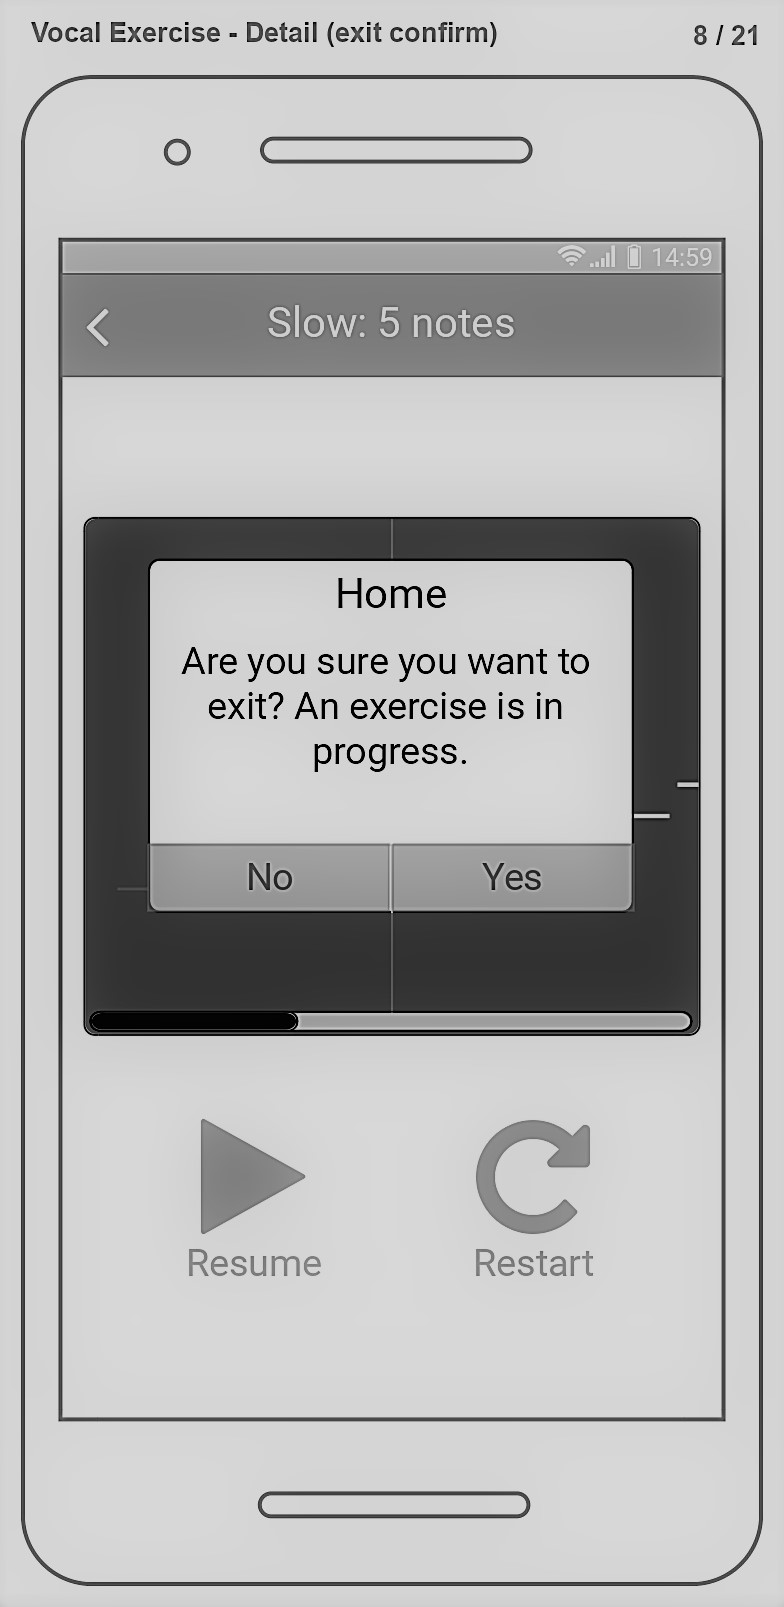 Vocal Exercise - Detail (exit confirm)
8 / 21
14:59
Slow: 5 notes
Home
Are you sure you want to
exit? An exercise is in
progress.
No
Yes
Resume
Restart